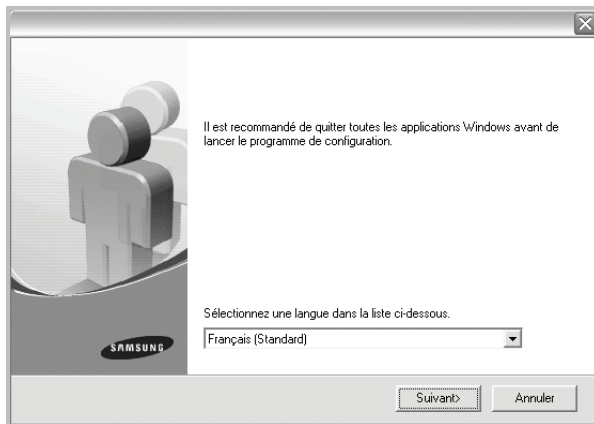 Il est recommandé de quitter toutes les applications Windows avant de
lancer le programme de configuration.
Sélectionnez une langue dans la liste ci-dessous.
Français (Standard)
SAMSUNG
Suivant>
Annuler